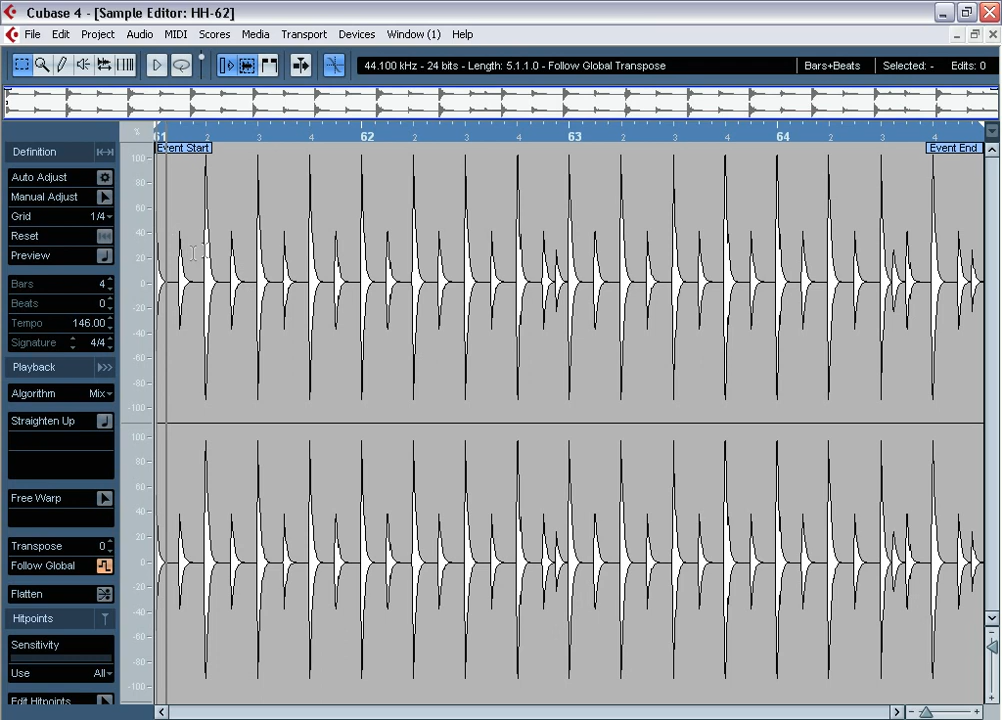 Cubase 4 - [Sample Editor: HH-62]
File Edit Project Audio MIDI Scores Media Transport Devices Window (1) Help
44.100 kHz - 24 bits - Length: 5.1.1.0 - Follow Global Transpose Bars+Beats Selected: - Edits: 0
% 61 2 3 4 62 2 3 4 63 2 3 4 64 2 3 4
Event Start Event End
Definition
Auto Adjust
Manual Adjust
Grid 1/4
Reset
Preview
Bars 4
Beats 0
Tempo 146.00
Signature 4/4
Playback
Algorithm Mix
Straighten Up
Free Warp
Transpose 0
Follow Global
Flatten
Hitpoints
Sensitivity
Use All
Edit Hitpoints
100
80
60
40
20
0
-20
-40
-60
-80
-100
100
80
60
40
20
0
-20
-40
-60
-80
-100